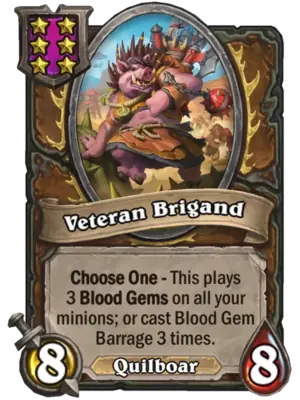 Veteran Brigand
Choose One - This plays
3 Blood Gems on all your
minions; or cast Blood Gem
Barrage 3 times.
8
Quilboar
8